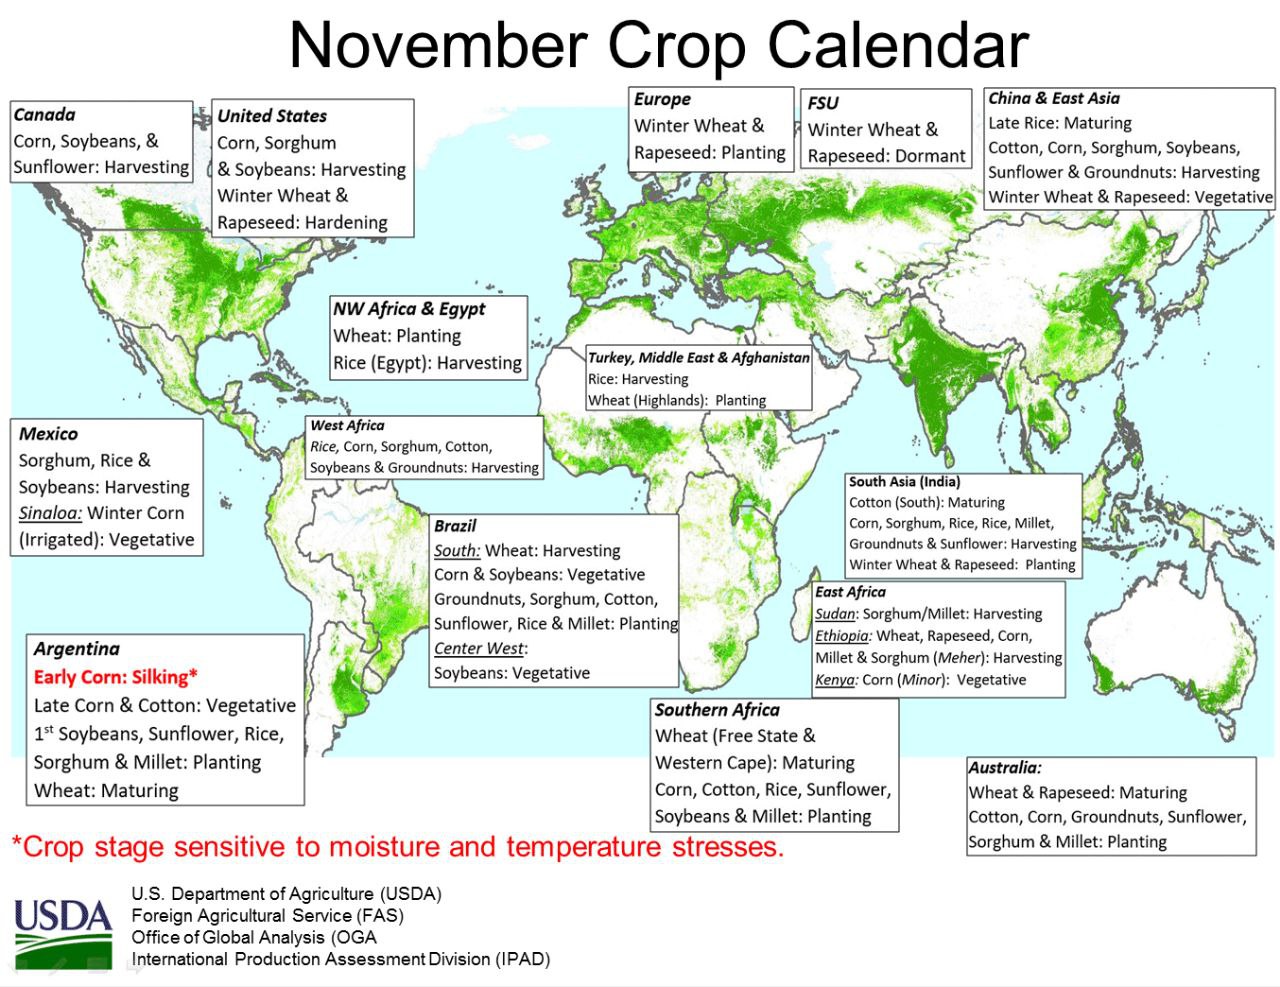 November Crop Calendar
Canada
Corn, Soybeans, &
Sunflower: Harvesting
United States
Corn, Sorghum
& Soybeans: Harvesting
Winter Wheat &
Rapeseed: Hardening
Europe
Winter Wheat &
Rapeseed: Planting
FSU
Winter Wheat &
Rapeseed: Dormant
China & East Asia
Late Rice: Maturing
Cotton, Corn, Sorghum, Soybeans,
Sunflower & Groundnuts: Harvesting
Winter Wheat & Rapeseed: Vegetative
NW Africa & Egypt
Wheat: Planting
Rice (Egypt): Harvesting
Turkey, Middle East & Afghanistan
Rice: Harvesting
Wheat (Highlands): Planting
Mexico
Sorghum, Rice &
Soybeans: Harvesting
Sinaloa: Winter Corn
(Irrigated): Vegetative
West Africa
Rice, Corn, Sorghum, Cotton,
Soybeans & Groundnuts: Harvesting
South Asia (India)
Cotton (South): Maturing
Corn, Sorghum, Rice, Rice, Millet,
Groundnuts & Sunflower: Harvesting
Winter Wheat & Rapeseed: Planting
Brazil
South: Wheat: Harvesting
Corn & Soybeans: Vegetative
Groundnuts, Sorghum, Cotton,
Sunflower, Rice & Millet: Planting
Center West:
Soybeans: Vegetative
East Africa
Sudan: Sorghum/Millet: Harvesting
Ethiopia: Wheat, Rapeseed, Corn,
Millet & Sorghum (Meher): Harvesting
Kenya: Corn (Minor): Vegetative
Argentina
Early Corn: Silking*
Late Corn & Cotton: Vegetative
1st Soybeans, Sunflower, Rice,
Sorghum & Millet: Planting
Wheat: Maturing
Southern Africa
Wheat (Free State &
Western Cape): Maturing
Corn, Cotton, Rice, Sunflower,
Soybeans & Millet: Planting
Australia:
Wheat & Rapeseed: Maturing
Cotton, Corn, Groundnuts, Sunflower,
Sorghum & Millet: Planting
*Crop stage sensitive to moisture and temperature stresses.
USDA
U.S. Department of Agriculture (USDA)
Foreign Agricultural Service (FAS)
Office of Global Analysis (OGA
International Production Assessment Division (IPAD)